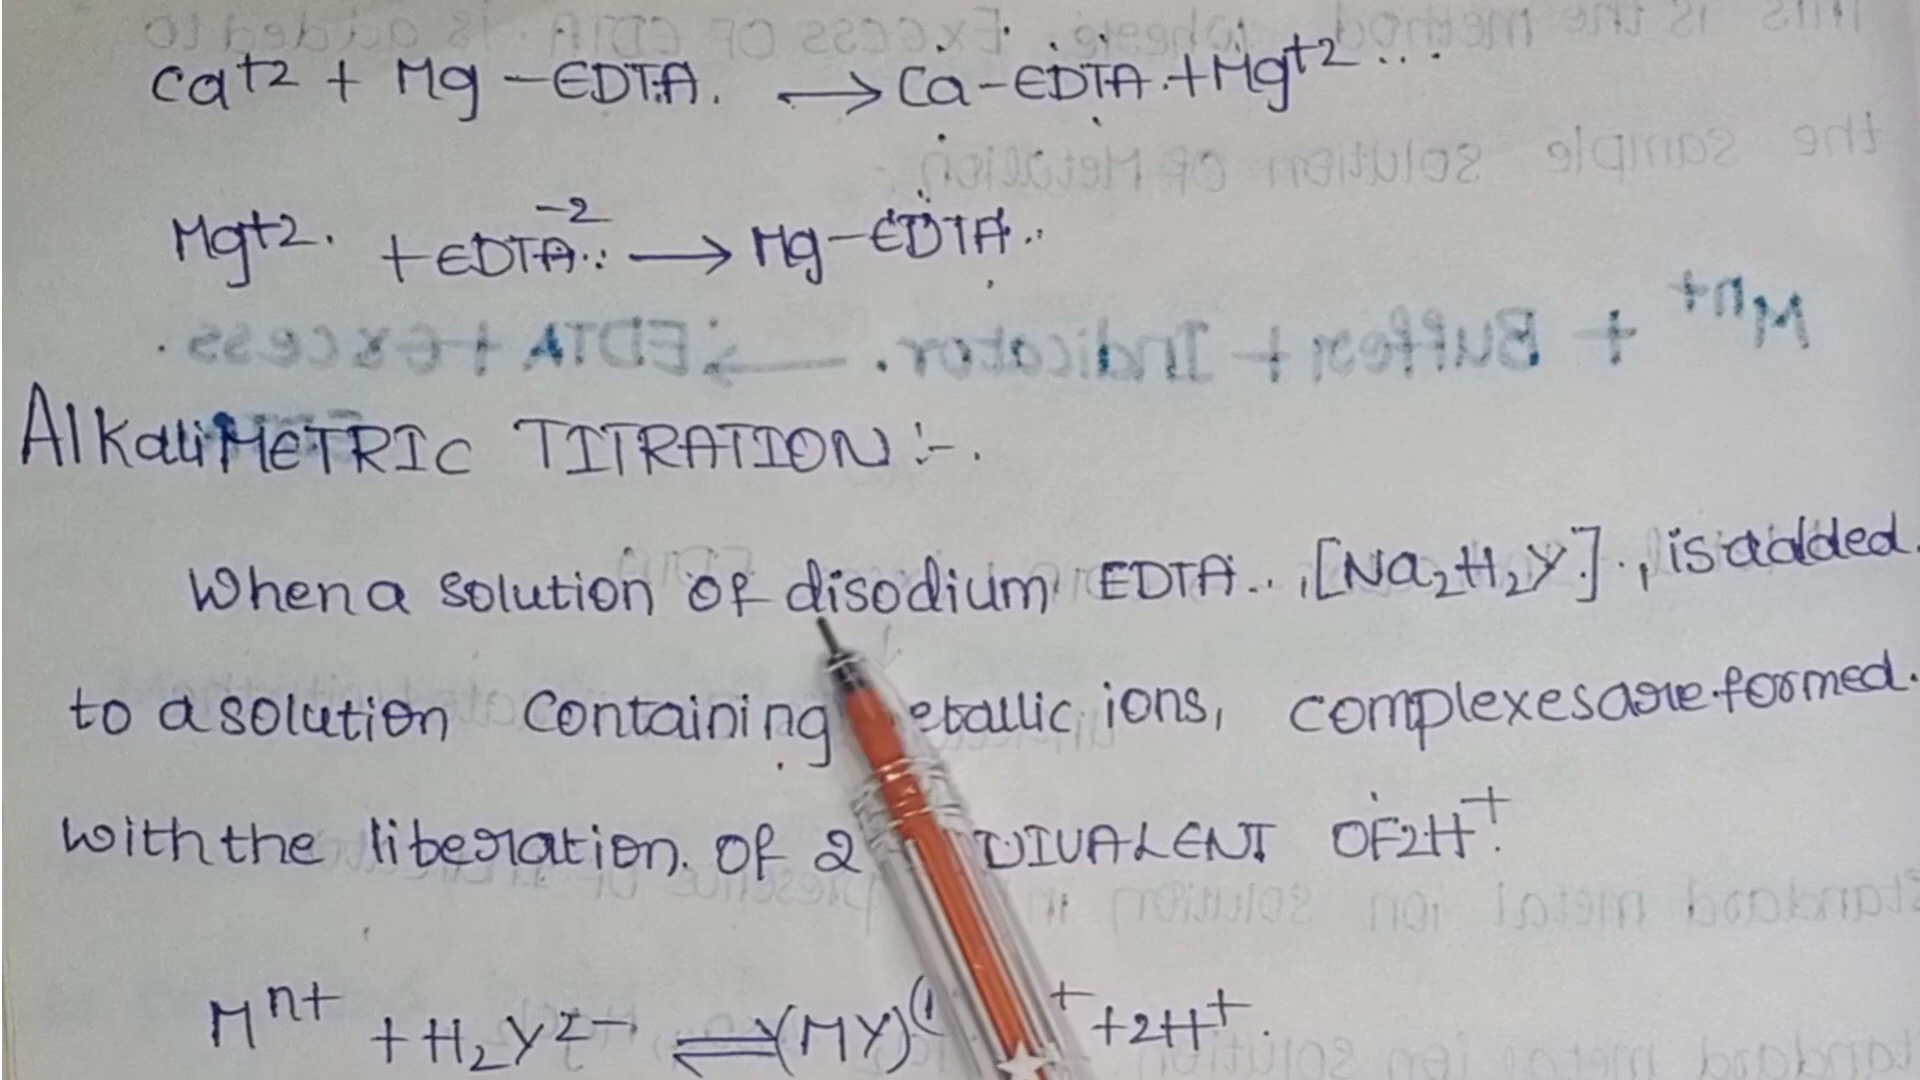 Ca+2 + Mg-EDTA. → Ca-EDTA.+Mg+2...
Mg+2. + EDTA-2.. → Mg-EDTA..
AlkaliMETRIC TITRATION :-.
When a solution of disodium EDTA.., [Na2H2Y]., is added.
to a solution containing etallic ions, complexes are formed.
with the liberation. of 2 DIVALENT OF 2H+.
Mn+ + H2Y2- ⇌ (MY)( + + 2H+.